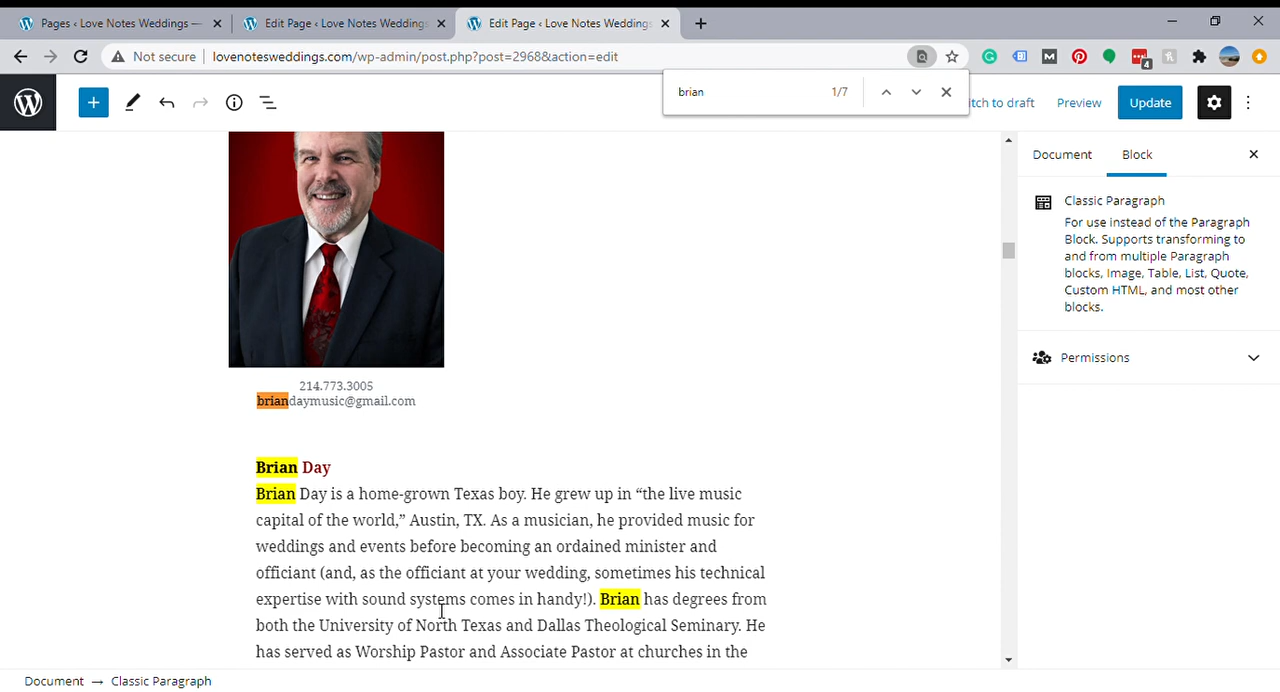 Pages ‹ Love Notes Weddings —
Edit Page ‹ Love Notes Weddings
Edit Page ‹ Love Notes Weddings
Not secure
lovenotesweddings.com/wp-admin/post.php?post=2968&action=edit
4
brian
1/7
tch to draft
Preview
Update
214.773.3005
briandaymusic@gmail.com
Brian Day
Brian Day is a home-grown Texas boy. He grew up in “the live music
capital of the world,” Austin, TX. As a musician, he provided music for
weddings and events before becoming an ordained minister and
officiant (and, as the officiant at your wedding, sometimes his technical
expertise with sound systems comes in handy!). Brian has degrees from
both the University of North Texas and Dallas Theological Seminary. He
has served as Worship Pastor and Associate Pastor at churches in the
Document
Block
Classic Paragraph
For use instead of the Paragraph
Block. Supports transforming to
and from multiple Paragraph
blocks, Image, Table, List, Quote,
Custom HTML, and most other
blocks.
Permissions
Document → Classic Paragraph